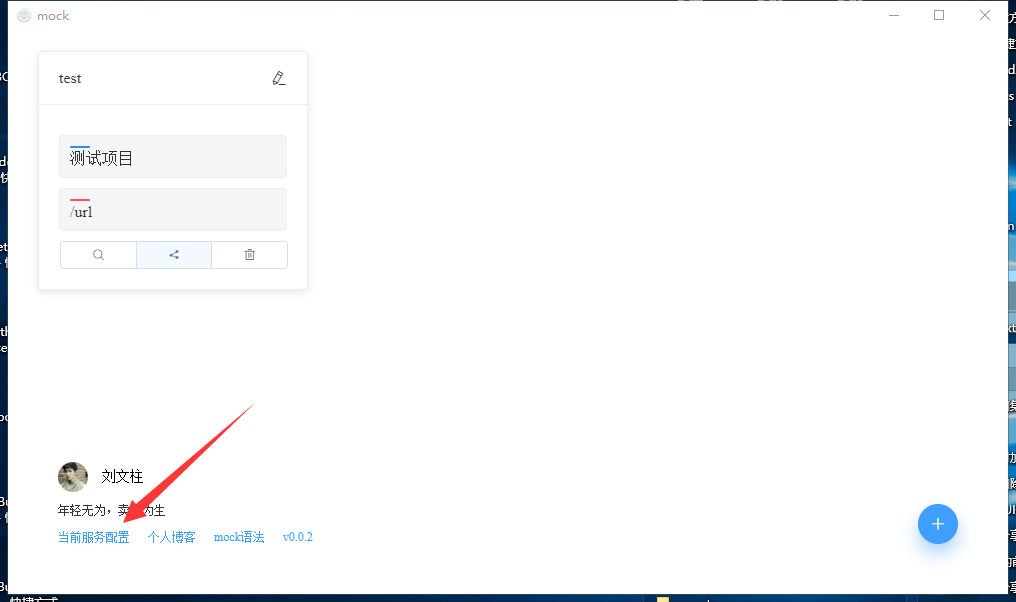 mock
test
测试项目
/url
刘文柱
年轻无为，卖 为生
当前服务配置 个人博客 mock语法 v0.0.2